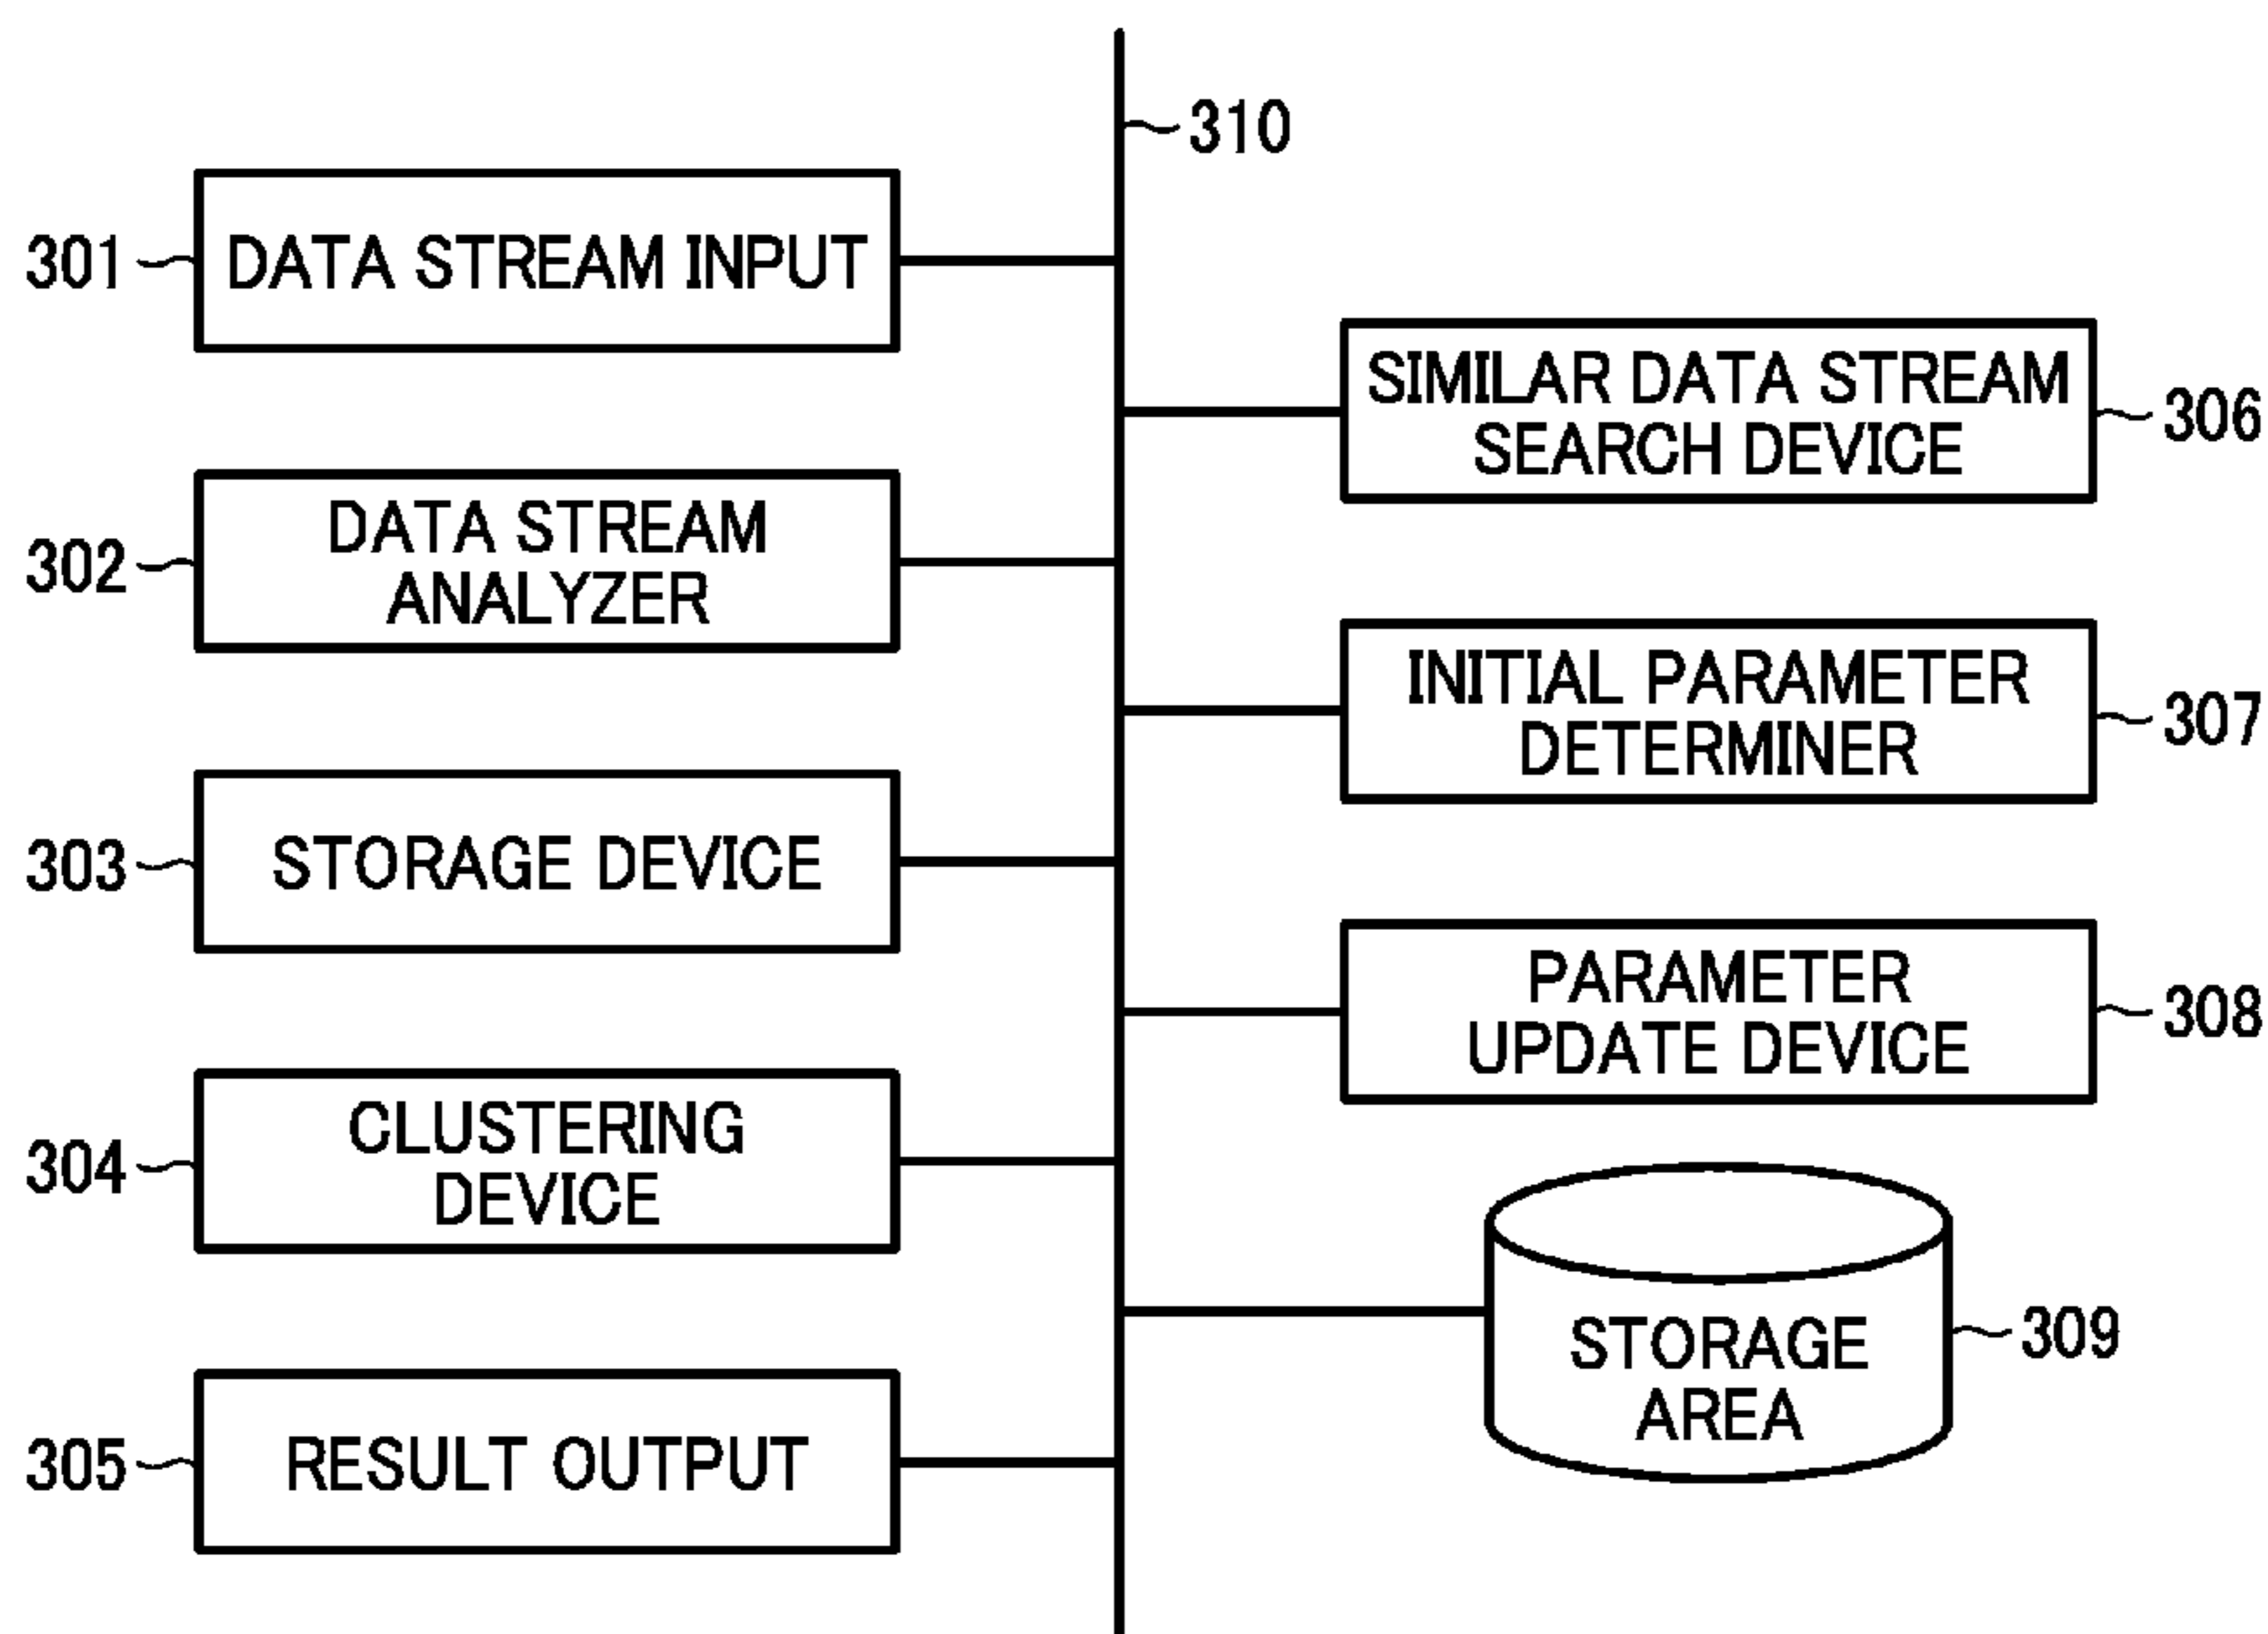 310
301
DATA STREAM INPUT
302
DATA STREAM
ANALYZER
303
STORAGE DEVICE
304
CLUSTERING
DEVICE
305
RESULT OUTPUT
SIMILAR DATA STREAM
SEARCH DEVICE
306
INITIAL PARAMETER
DETERMINER
307
PARAMETER
UPDATE DEVICE
308
STORAGE
AREA
309